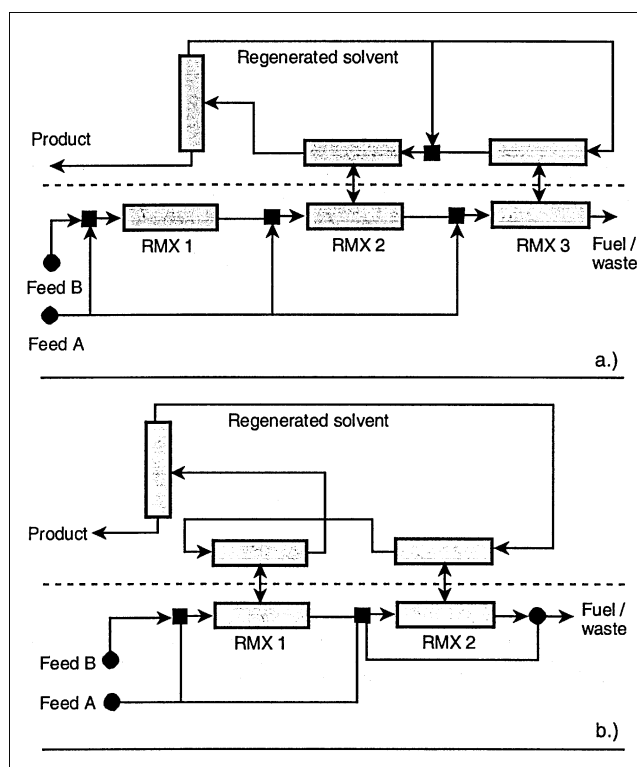 Regenerated solvent
Product
RMX 1
RMX 2
RMX 3
Fuel /
waste
Feed B
Feed A
a.)
Regenerated solvent
Product
Fuel /
waste
RMX 1
RMX 2
Feed B
Feed A
b.)